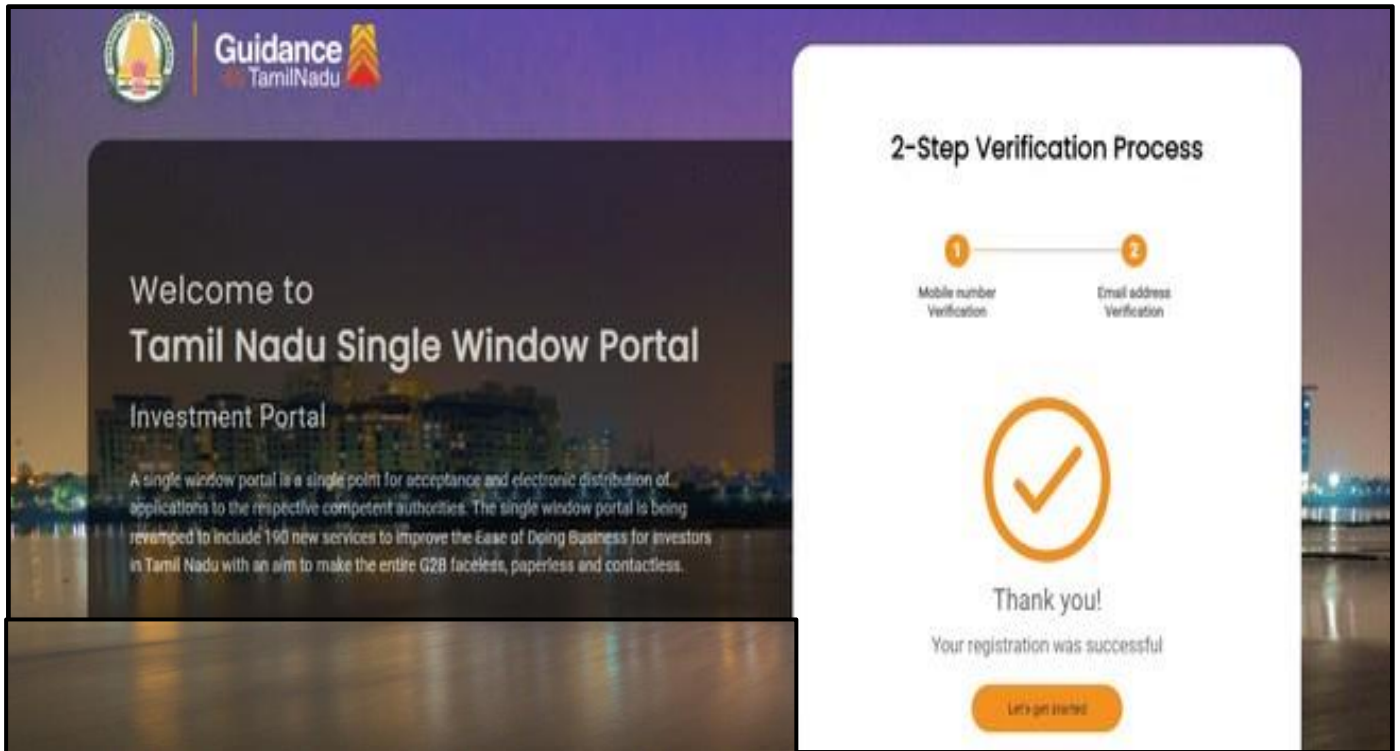 Guidance
TamilNadu
Welcome to
Tamil Nadu Single Window Portal
Investment Portal
A single window portal is a single point for acceptance and electronic distribution of
applications to the respective competent authorities. The single window portal is being
revamped to include 190 new services to improve the Ease of Doing Business for investors
in Tamil Nadu with an aim to make the entire G2B faceless, paperless and contactless.
2-Step Verification Process
1
2
Mobile number
Verification
Email address
Verification
Thank you!
Your registration was successful
Let's get started